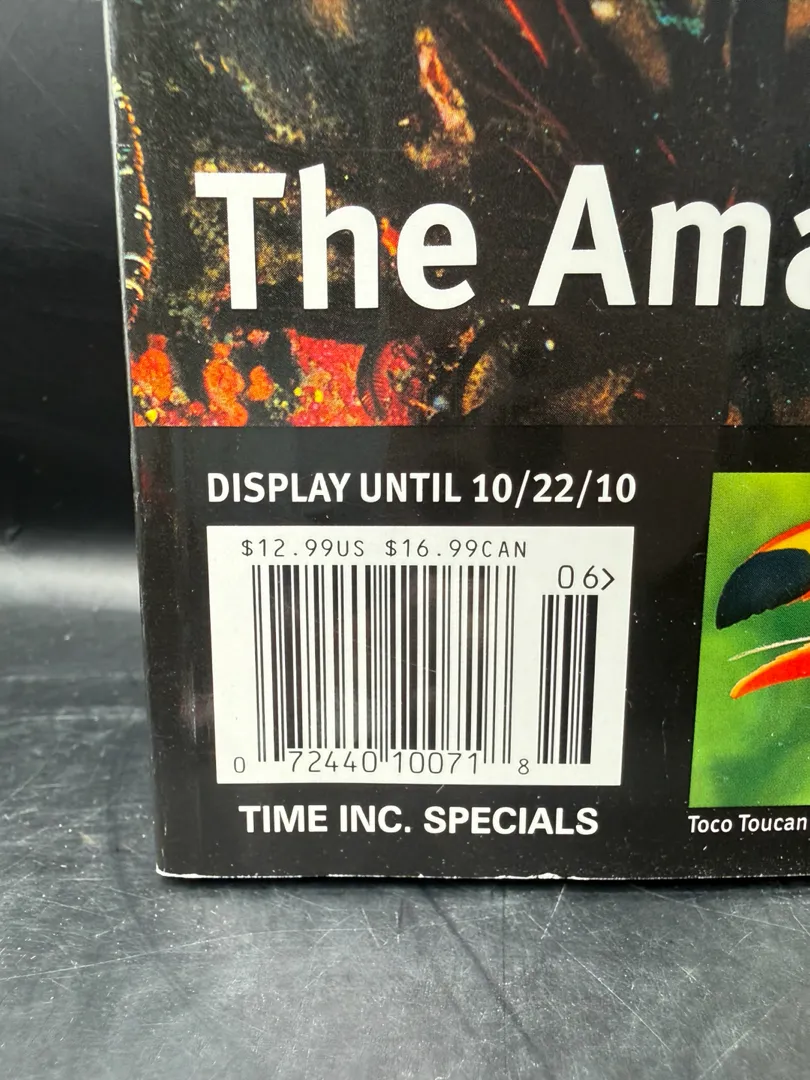 The Ama
DISPLAY UNTIL 10/22/10
$12.99US $16.99CAN
06>
0 72440 10071 8
TIME INC. SPECIALS
Toco Toucan